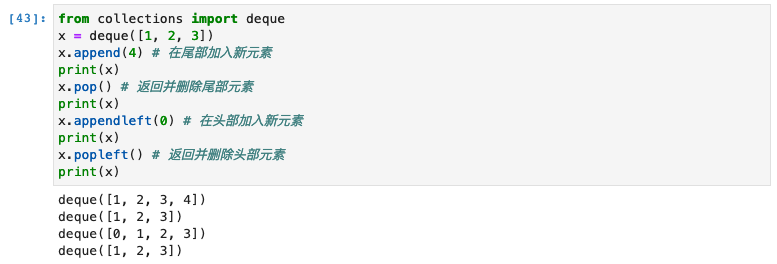 [43]: from collections import deque
x = deque([1, 2, 3])
x.append(4) # 在尾部加入新元素
print(x)
x.pop() # 返回并删除尾部元素
print(x)
x.appendleft(0) # 在头部加入新元素
print(x)
x.popleft() # 返回并删除头部元素
print(x)
deque([1, 2, 3, 4])
deque([1, 2, 3])
deque([0, 1, 2, 3])
deque([1, 2, 3])